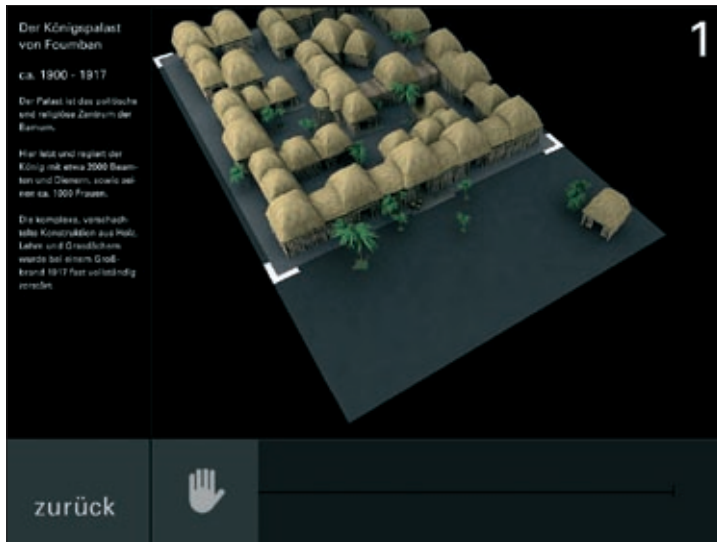 Der Königspalast
von Foumban
ca. 1900 - 1917
Der Palast ist das politische
und religiöse Zentrum der
Bamum.
Hier lebt und regiert der
König mit etwa 2000 Beam-
ten und Dienern, sowie sei-
nen ca. 1000 Frauen.
Die komplexe, verschach-
telte Konstruktion aus Holz,
Lehm und Grasdächern
wurde bei einem Groß-
brand 1917 fast vollständig
zerstört.
1
zurück